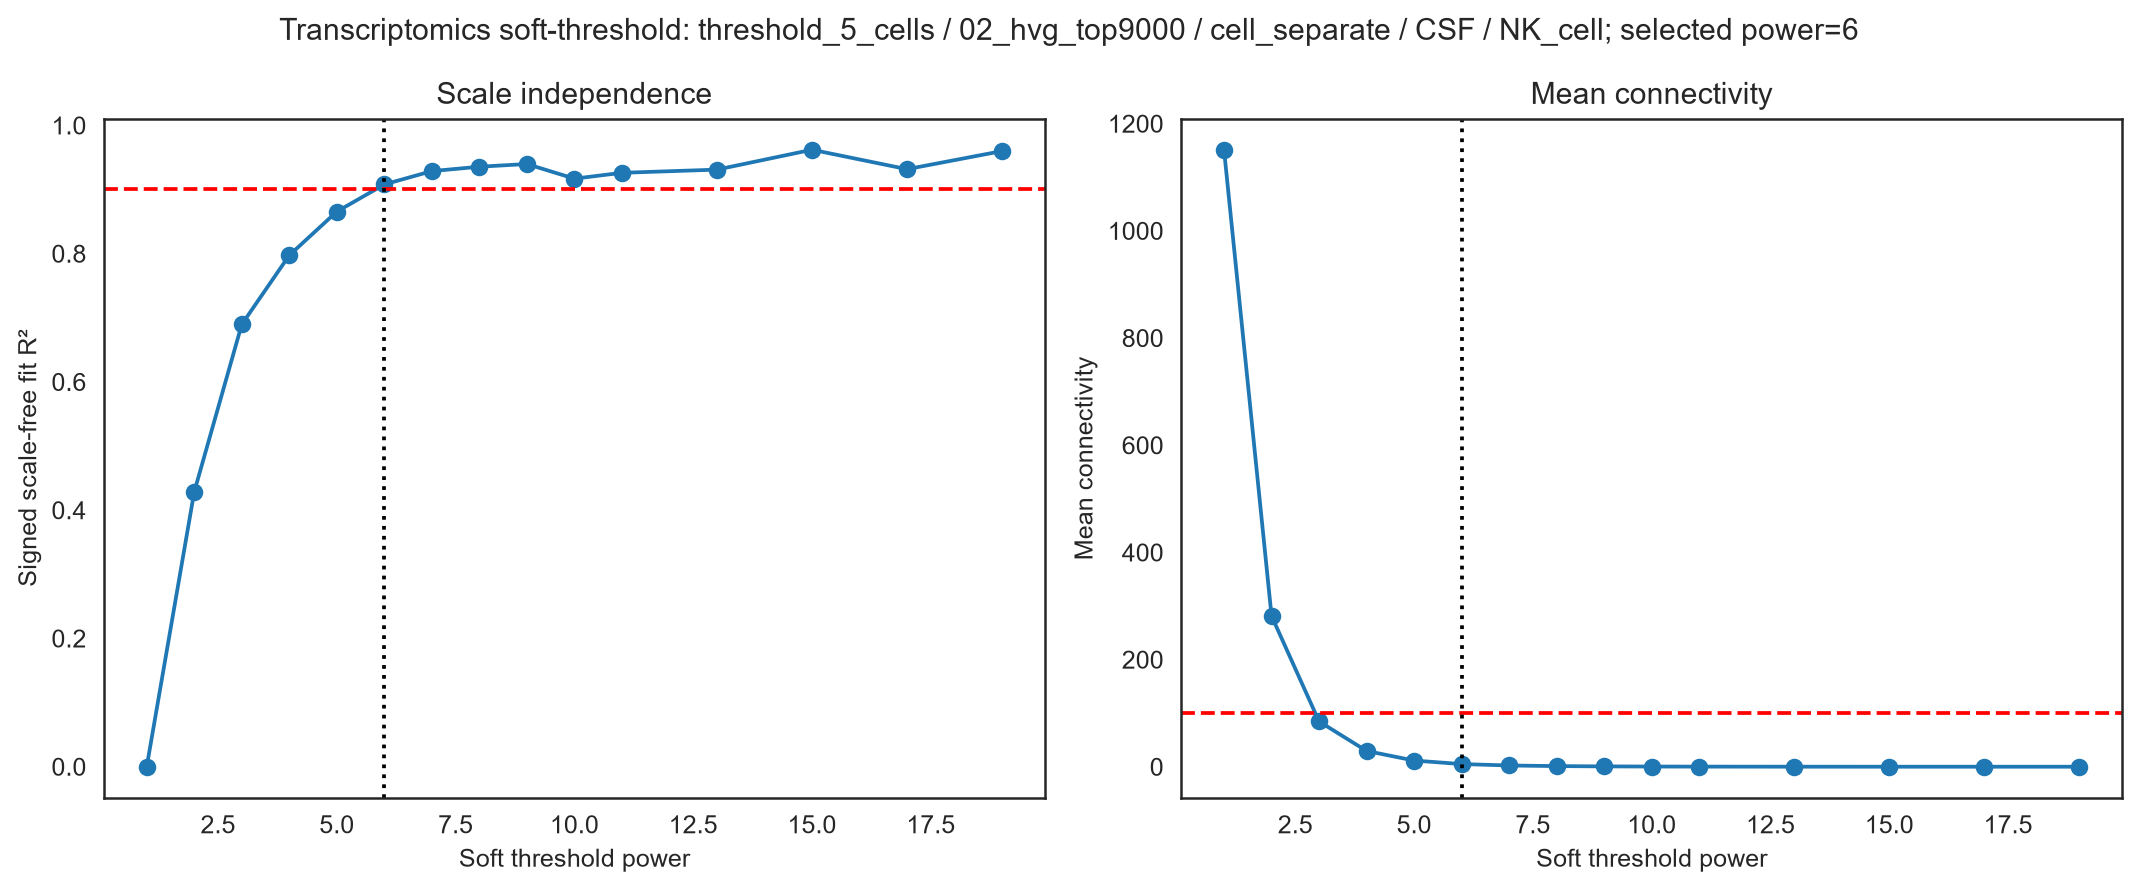 Transcriptomics soft-threshold: threshold_5_cells / 02_hvg_top9000 / cell_separate / CSF / NK_cell; selected power=6
Scale independence
1.0
0.8
0.6
0.4
0.2
0.0
Signed scale-free fit R²
2.5 5.0 7.5 10.0 12.5 15.0 17.5
Soft threshold power
Mean connectivity
1200
1000
800
600
400
200
0
Mean connectivity
2.5 5.0 7.5 10.0 12.5 15.0 17.5
Soft threshold power